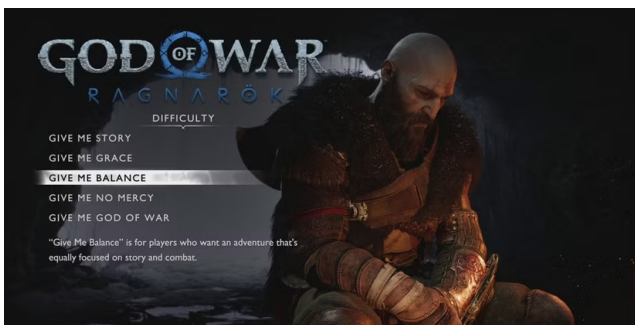 GOD OF WAR
RAGNARÖK
DIFFICULTY
GIVE ME STORY
GIVE ME GRACE
GIVE ME BALANCE
GIVE ME NO MERCY
GIVE ME GOD OF WAR
“Give Me Balance” is for players who want an adventure that's
equally focused on story and combat.